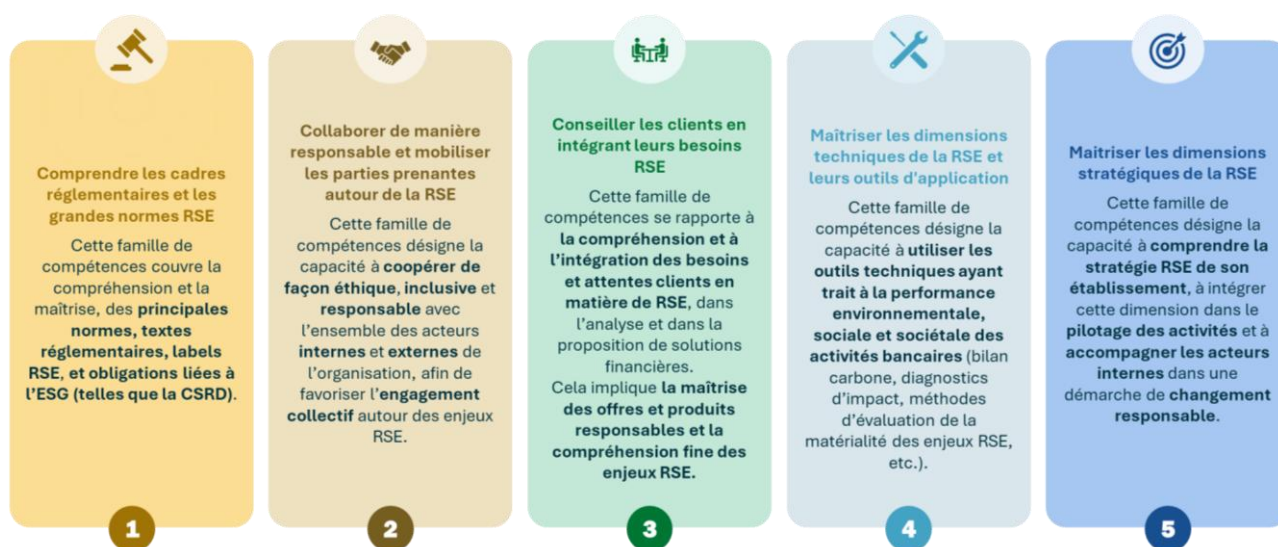 Comprendre les cadres
réglementaires et les
grandes normes RSE
Cette famille de
compétences couvre la
compréhension et la
maîtrise, des principales
normes, textes
réglementaires, labels
RSE, et obligations liées à
l'ESG (telles que la CSRD).
1
Collaborer de manière
responsable et mobiliser
les parties prenantes
autour de la RSE
Cette famille de
compétences désigne la
capacité à coopérer de
façon éthique, inclusive et
responsable avec
l'ensemble des acteurs
internes et externes de
l'organisation, afin de
favoriser l'engagement
collectif autour des enjeux
RSE.
2
Conseiller les clients en
intégrant leurs besoins
RSE
Cette famille de
compétences se rapporte à
la compréhension et à
l'intégration des besoins
et attentes clients en
matière de RSE, dans
l'analyse et dans la
proposition de solutions
financières.
Cela implique la maîtrise
des offres et produits
responsables et la
compréhension fine des
enjeux RSE.
3
Maîtriser les dimensions
techniques de la RSE et
leurs outils d'application
Cette famille de
compétences désigne la
capacité à utiliser les
outils techniques ayant
trait à la performance
environnementale,
sociale et sociétale des
activités bancaires (bilan
carbone, diagnostics
d'impact, méthodes
d'évaluation de la
matérialité des enjeux RSE,
etc.).
4
Maitriser les dimensions
stratégiques de la RSE
Cette famille de
compétences désigne la
capacité à comprendre la
stratégie RSE de son
établissement, à intégrer
cette dimension dans le
pilotage des activités et à
accompagner les acteurs
internes dans une
démarche de changement
responsable.
5